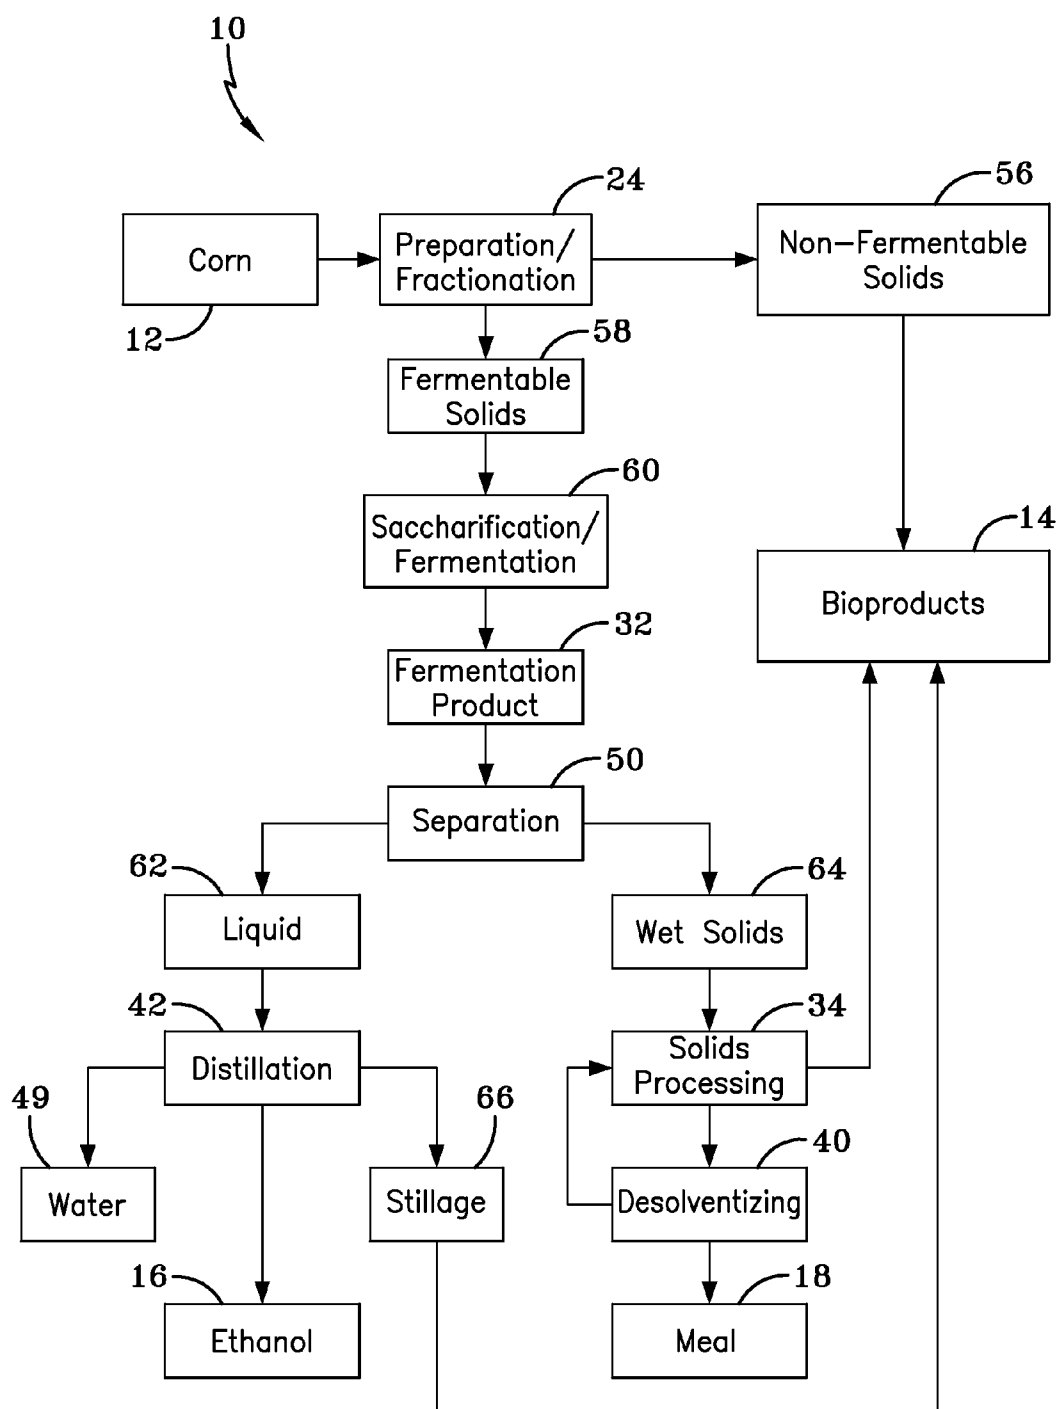 10
24
56
Corn
Preparation/
Fractionation
Non-Fermentable
Solids
12
58
Fermentable
Solids
60
Saccharification/
Fermentation
14
Bioproducts
32
Fermentation
Product
50
Separation
62
64
Liquid
Wet Solids
42
34
Distillation
Solids
Processing
49
66
40
Water
Stillage
Desolventizing
16
18
Ethanol
Meal